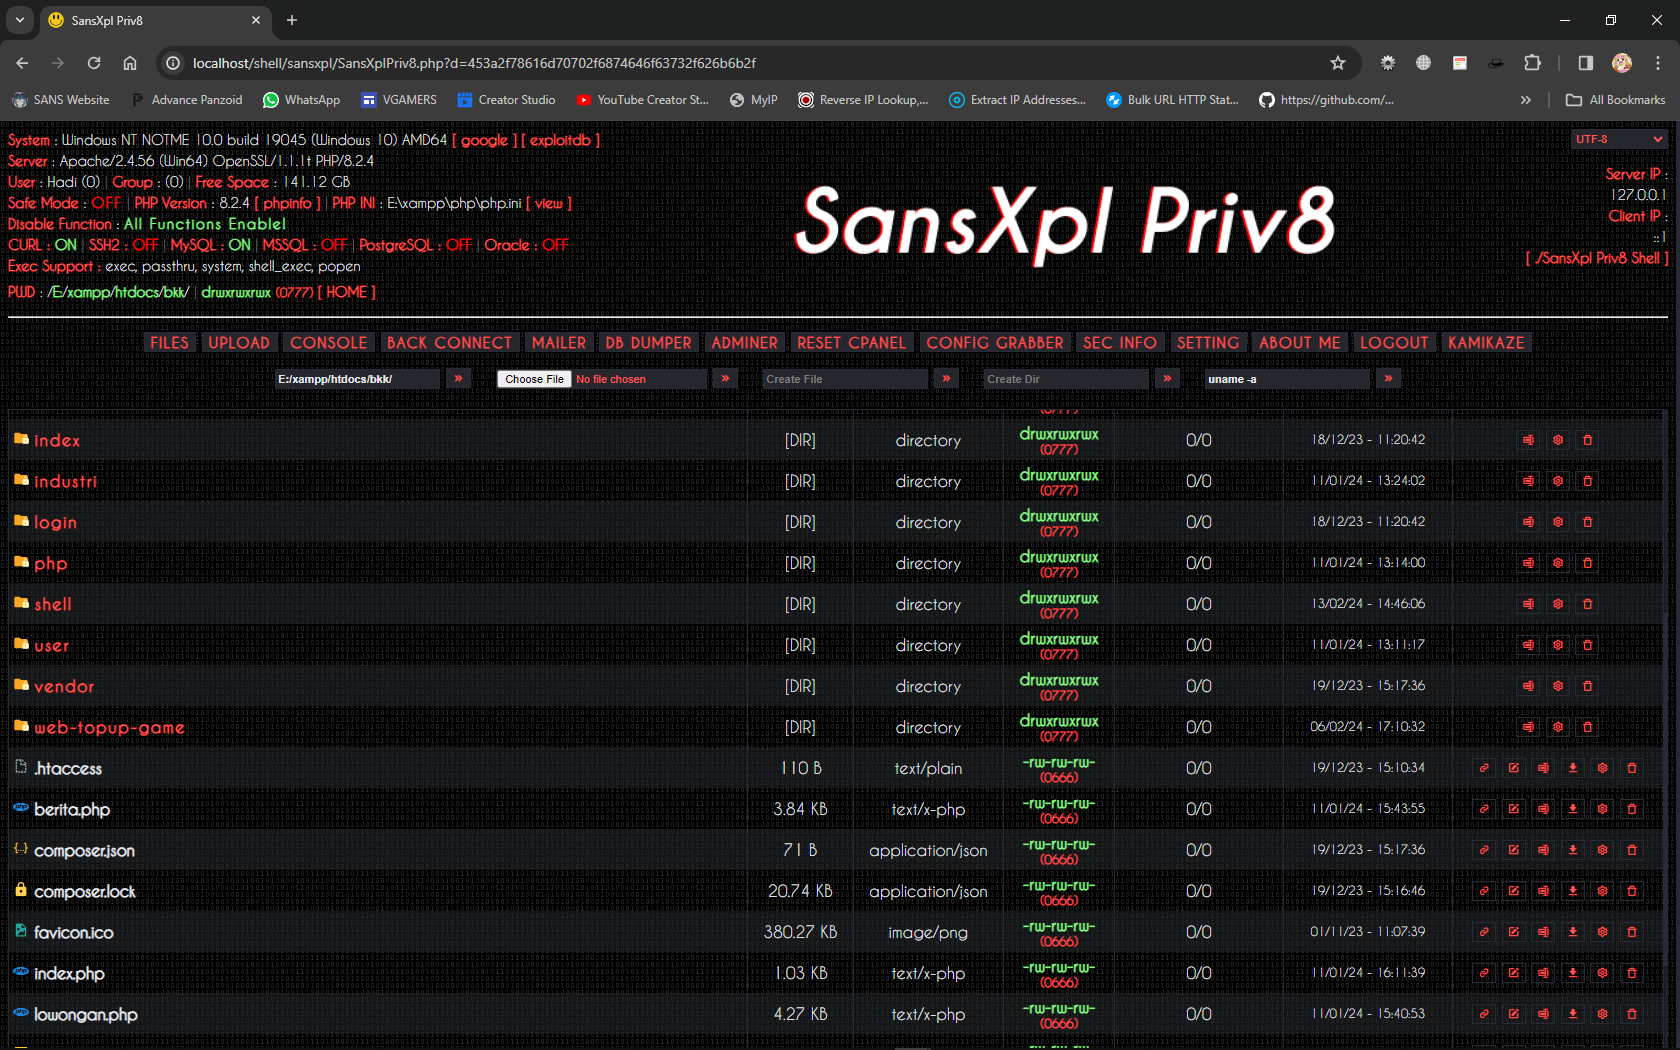 SansXpl Priv8
localhost/shell/sansxpl/SansXplPriv8.php?d=453a2f78616d70702f6874646f63732f626b6b2f
SANS Website Advance Panzoid WhatsApp VGAMERS Creator Studio YouTube Creator St... MyIP Reverse IP Lookup,... Extract IP Addresses... Bulk URL HTTP Stat... https://github.com/... » All Bookmarks
System : Windows NT NOTME 10.0 build 19045 (Windows 10) AMD64 [ google ] [ exploitdb ]
UTF-8
Server : Apache/2.4.56 (Win64) OpenSSL/1.1.1t PHP/8.2.4
User : Hadi (0) | Group : (0) | Free Space : 141.12 GB
Safe Mode : OFF | PHP Version : 8.2.4 [ phpinfo ] | PHP INI : E:\xampp\php\php.ini [ view ]
Disable Function : All Functions Enable!
CURL : ON | SSH2 : OFF | MySQL : ON | MSSQL : OFF | PostgreSQL : OFF | Oracle : OFF
Exec Support : exec, passthru, system, shell_exec, popen
PWD : /E:/xampp/htdocs/bkk/ | drwxrwxrwx (0777) [ HOME ]
SansXpl Priv8
Server IP :
127.0.0.1
Client IP :
::1
[ ./SansXpl Priv8 Shell ]
FILES UPLOAD CONSOLE BACK CONNECT MAILER DB DUMPER ADMINER RESET CPANEL CONFIG GRABBER SEC INFO SETTING ABOUT ME LOGOUT KAMIKAZE
E:/xampp/htdocs/bkk/ » Choose File No file chosen » Create File » Create Dir » uname -a »
index [DIR] directory drwxrwxrwx (0777) 0/0 18/12/23 - 11:20:42
industri [DIR] directory drwxrwxrwx (0777) 0/0 11/01/24 - 13:24:02
login [DIR] directory drwxrwxrwx (0777) 0/0 18/12/23 - 11:20:42
php [DIR] directory drwxrwxrwx (0777) 0/0 11/01/24 - 13:14:00
shell [DIR] directory drwxrwxrwx (0777) 0/0 13/02/24 - 14:46:06
user [DIR] directory drwxrwxrwx (0777) 0/0 11/01/24 - 13:11:17
vendor [DIR] directory drwxrwxrwx (0777) 0/0 19/12/23 - 15:17:36
web-topup-game [DIR] directory drwxrwxrwx (0777) 0/0 06/02/24 - 17:10:32
.htaccess 110 B text/plain -rw-rw-rw- (0666) 0/0 19/12/23 - 15:10:34
berita.php 3.84 KB text/x-php -rw-rw-rw- (0666) 0/0 11/01/24 - 15:43:55
composer.json 71 B application/json -rw-rw-rw- (0666) 0/0 19/12/23 - 15:17:36
composer.lock 20.74 KB application/json -rw-rw-rw- (0666) 0/0 19/12/23 - 15:16:46
favicon.ico 380.27 KB image/png -rw-rw-rw- (0666) 0/0 01/11/23 - 11:07:39
index.php 1.03 KB text/x-php -rw-rw-rw- (0666) 0/0 11/01/24 - 16:11:39
lowongan.php 4.27 KB text/x-php -rw-rw-rw- (0666) 0/0 11/01/24 - 15:40:53